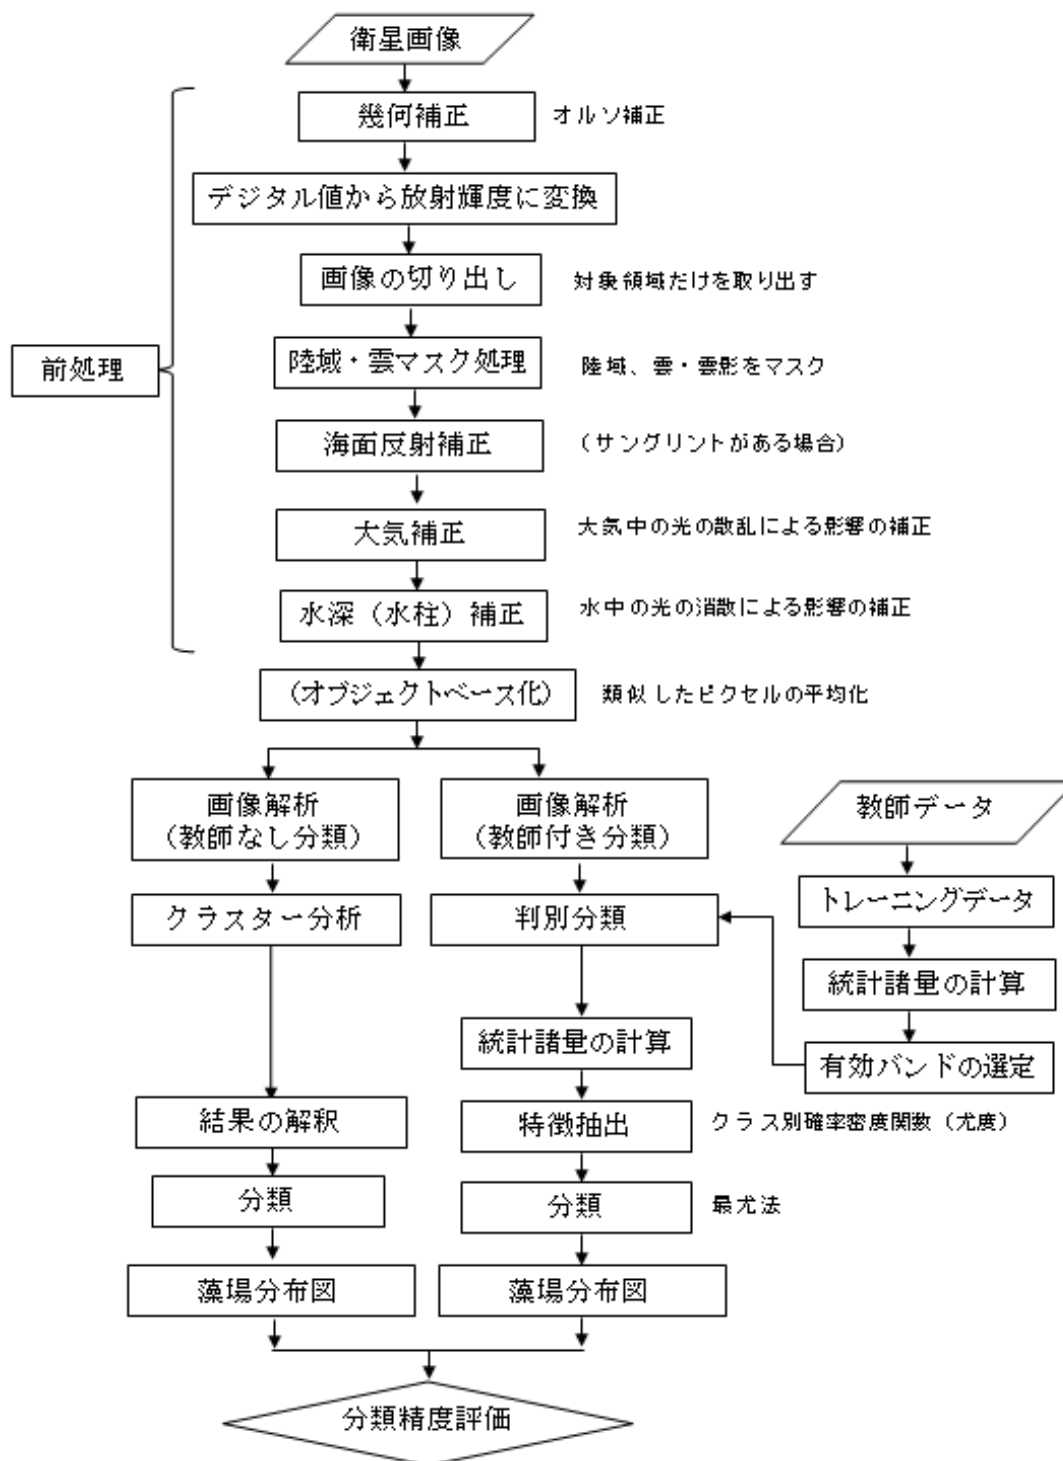 衛星画像
幾何補正
オルソ補正
デジタル値から放射輝度に変換
画像の切り出し
対象領域だけを取り出す
前処理
陸域・雲マスク処理
陸域、雲・雲影をマスク
海面反射補正
（サングリントがある場合）
大気補正
大気中の光の散乱による影響の補正
水深（水柱）補正
水中の光の消散による影響の補正
（オブジェクトベース化）
類似したピクセルの平均化
画像解析
（教師なし分類）
画像解析
（教師付き分類）
教師データ
クラスター分析
判別分類
トレーニングデータ
統計諸量の計算
統計諸量の計算
有効バンドの選定
結果の解釈
特徴抽出
クラス別確率密度関数（尤度）
分類
分類
最尤法
藻場分布図
藻場分布図
分類精度評価